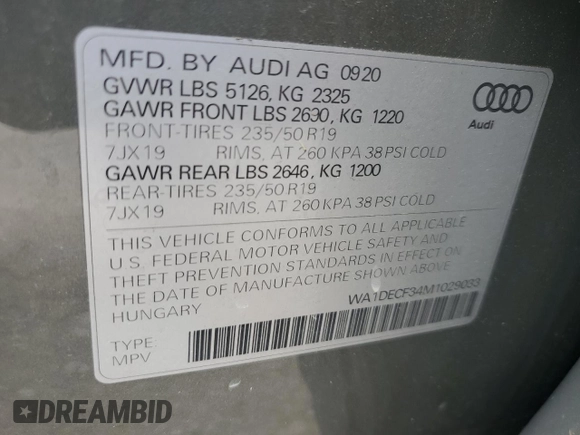 MFD. BY AUDI AG 0920
GVWR LBS 5126, KG 2325
GAWR FRONT LBS 2690, KG 1220
FRONT-TIRES 235/50 R19
7JX19 RIMS, AT 260 KPA 38 PSI COLD
GAWR REAR LBS 2646, KG 1200
REAR-TIRES 235/50 R19
7JX19 RIMS, AT 260 KPA 38 PSI COLD
Audi
THIS VEHICLE CONFORMS TO ALL APPLICABLE
U.S. FEDERAL MOTOR VEHICLE SAFETY AND
THEFT PREVENTION STANDARDS IN EFFECT ON
THE DATE OF MANUFACTURE SHOWN ABOVE
HUNGARY
WA1DECF34M1029033
TYPE
MPV
DREAMBID